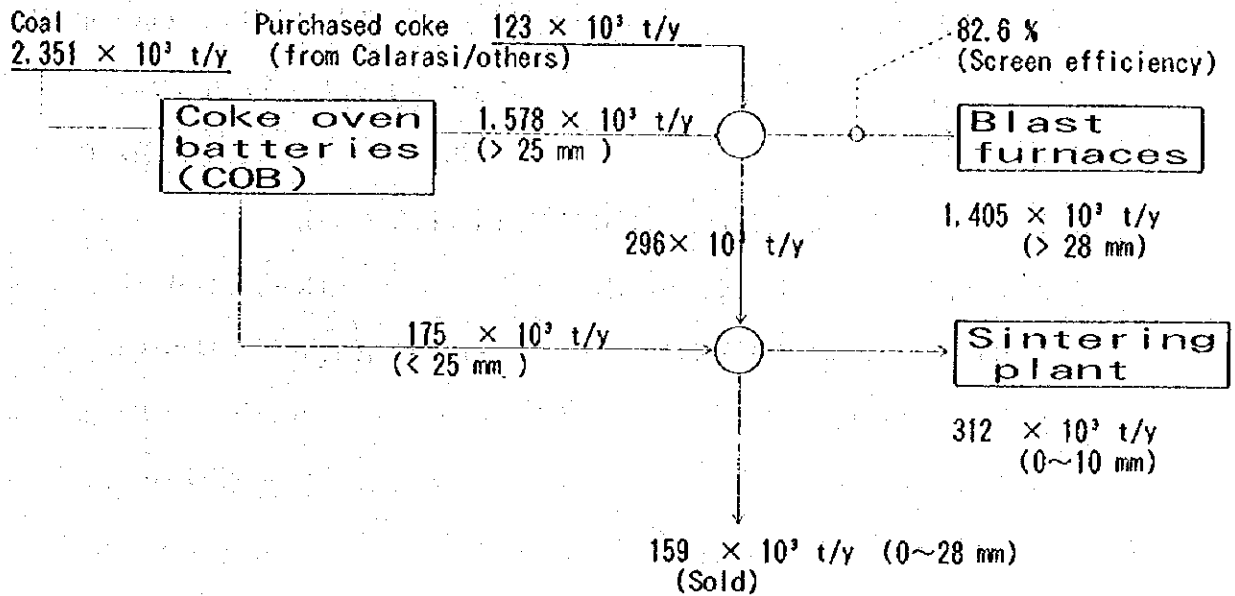 Coal Purchased coke 123 × 10³ t/y
2.351 × 10³ t/y (from Calarasi/others)
82.6 %
(Screen efficiency)
Coke oven
batteries
(COB)
1.578 × 10³ t/y
(> 25 mm )
Blast
furnaces
1.405 × 10³ t/y
(> 28 mm)
296× 10³ t/y
175 × 10³ t/y
(< 25 mm )
Sintering
plant
312 × 10³ t/y
(0~10 mm)
159 × 10³ t/y (0~28 mm)
(Sold)